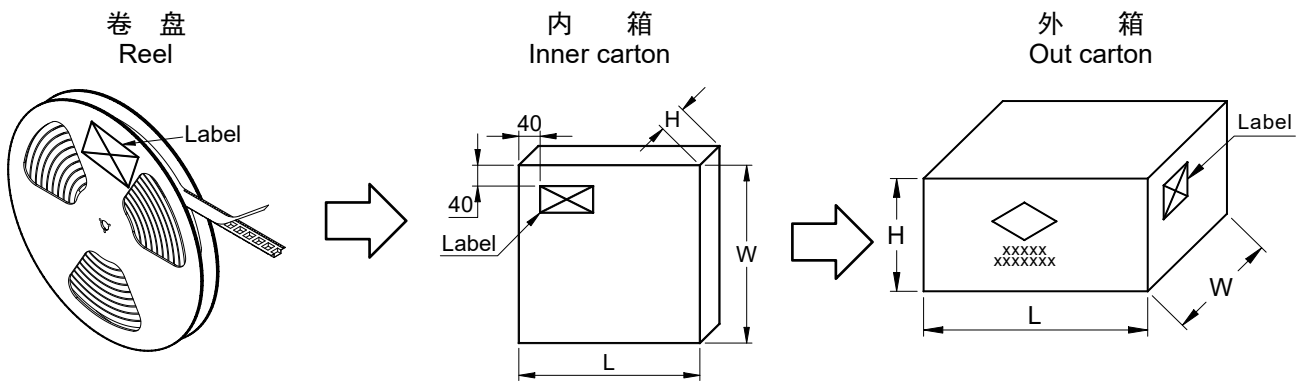 卷 盘
Reel
Label
内 箱
Inner carton
40
H
40
Label
W
L
外 箱
Out carton
Label
H
xxxxx
xxxxxxx
W
L